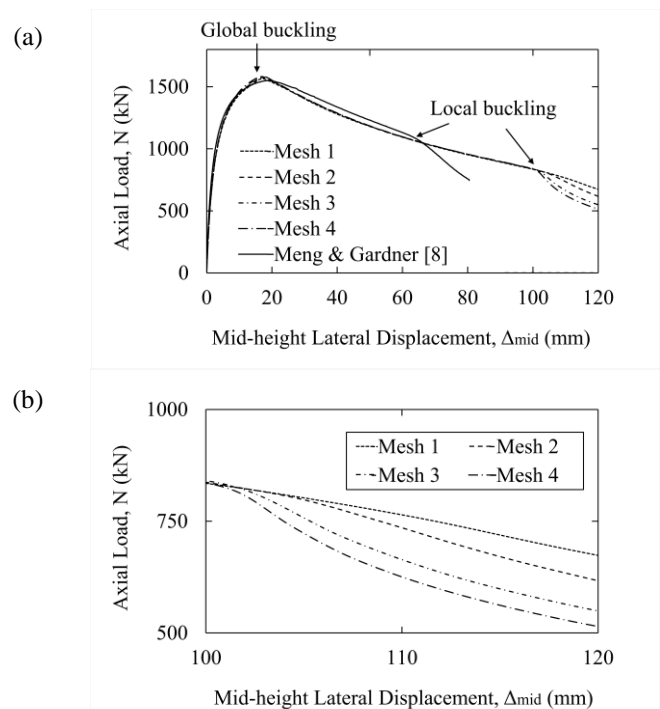 (a)
Global buckling
1500
1000
500
0
Axial Load, N (kN)
Local buckling
Mesh 1
Mesh 2
Mesh 3
Mesh 4
Meng & Gardner [8]
0 20 40 60 80 100 120
Mid-height Lateral Displacement, Δmid (mm)
(b)
1000
750
500
Axial Load, N (kN)
Mesh 1 Mesh 2
Mesh 3 Mesh 4
100 110 120
Mid-height Lateral Displacement, Δmid (mm)